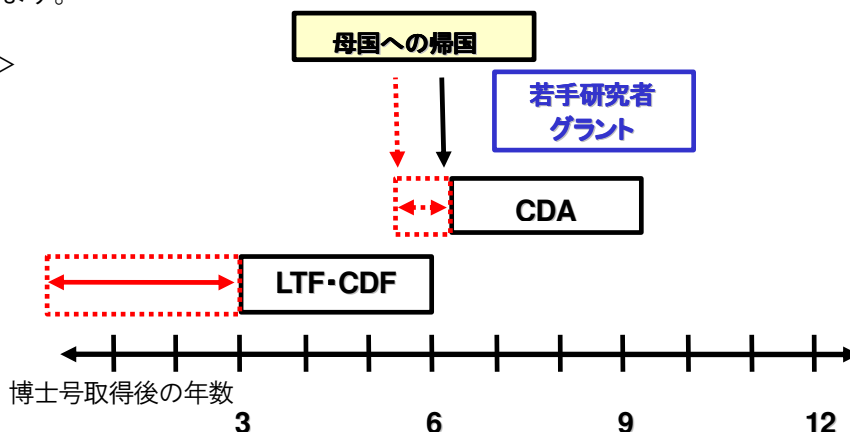 ます。
>
母国への帰国
若手研究者
グラント
CDA
LTF・CDF
博士号取得後の年数
3 6 9 12